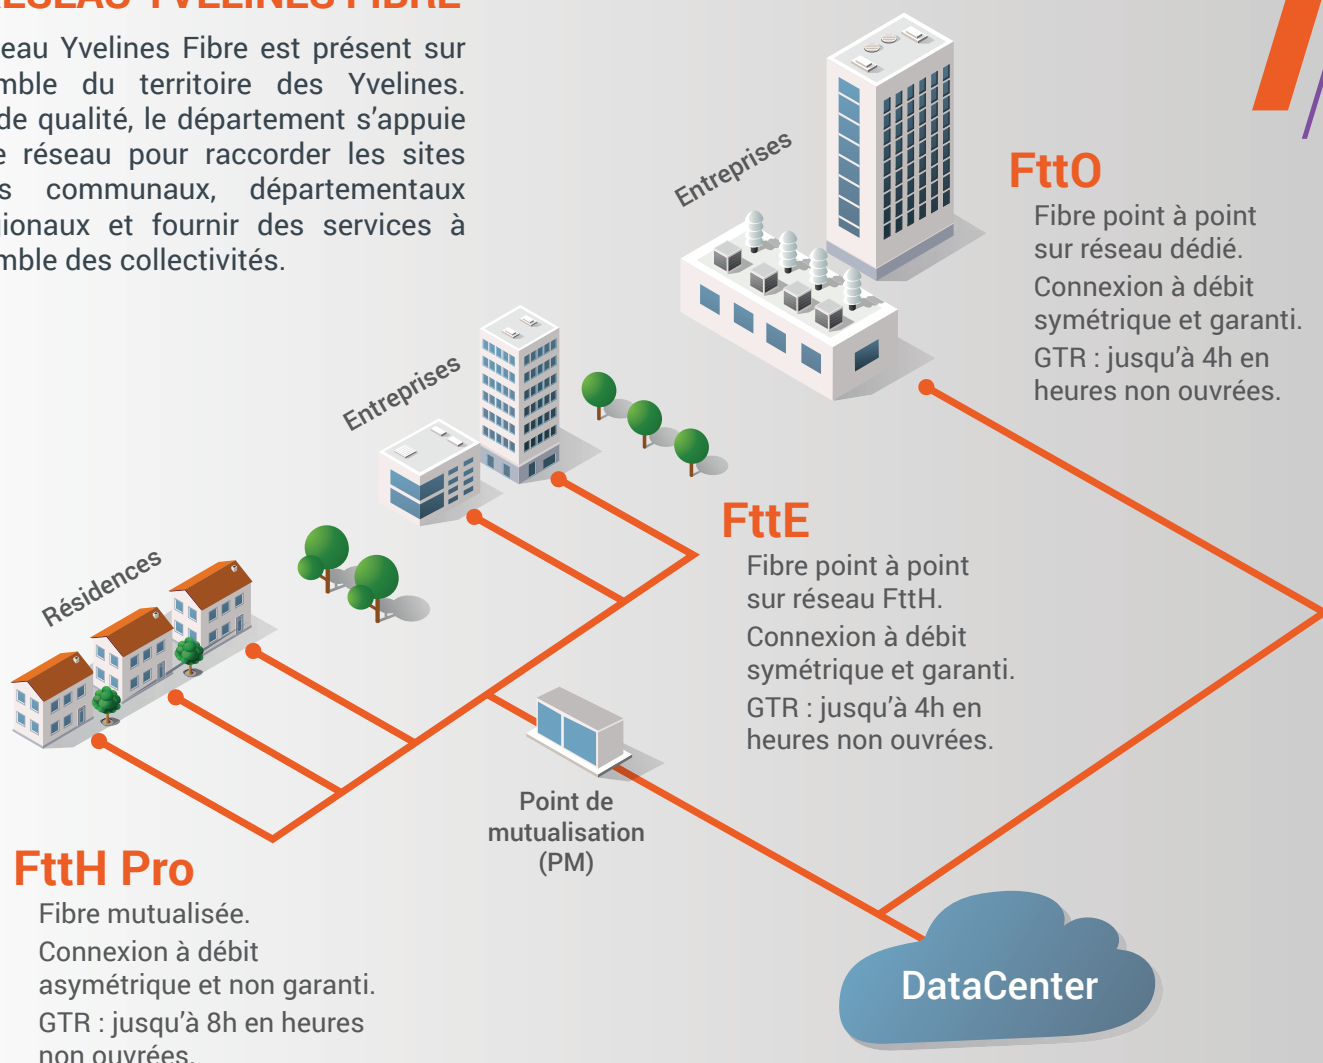 RÉSEAU YVELINES FIBRE
eau Yvelines Fibre est présent sur
mble du territoire des Yvelines.
de qualité, le département s’appuie
e réseau pour raccorder les sites
s communaux, départementaux
gionaux et fournir des services à
mble des collectivités.
Entreprises
FttO
Fibre point à point
sur réseau dédié.
Connexion à débit
symétrique et garanti.
GTR : jusqu’à 4h en
heures non ouvrées.
Entreprises
FttE
Fibre point à point
sur réseau FttH.
Connexion à débit
symétrique et garanti.
GTR : jusqu’à 4h en
heures non ouvrées.
Résidences
Point de
mutualisation
(PM)
FttH Pro
Fibre mutualisée.
Connexion à débit
asymétrique et non garanti.
GTR : jusqu’à 8h en heures
non ouvrées.
DataCenter